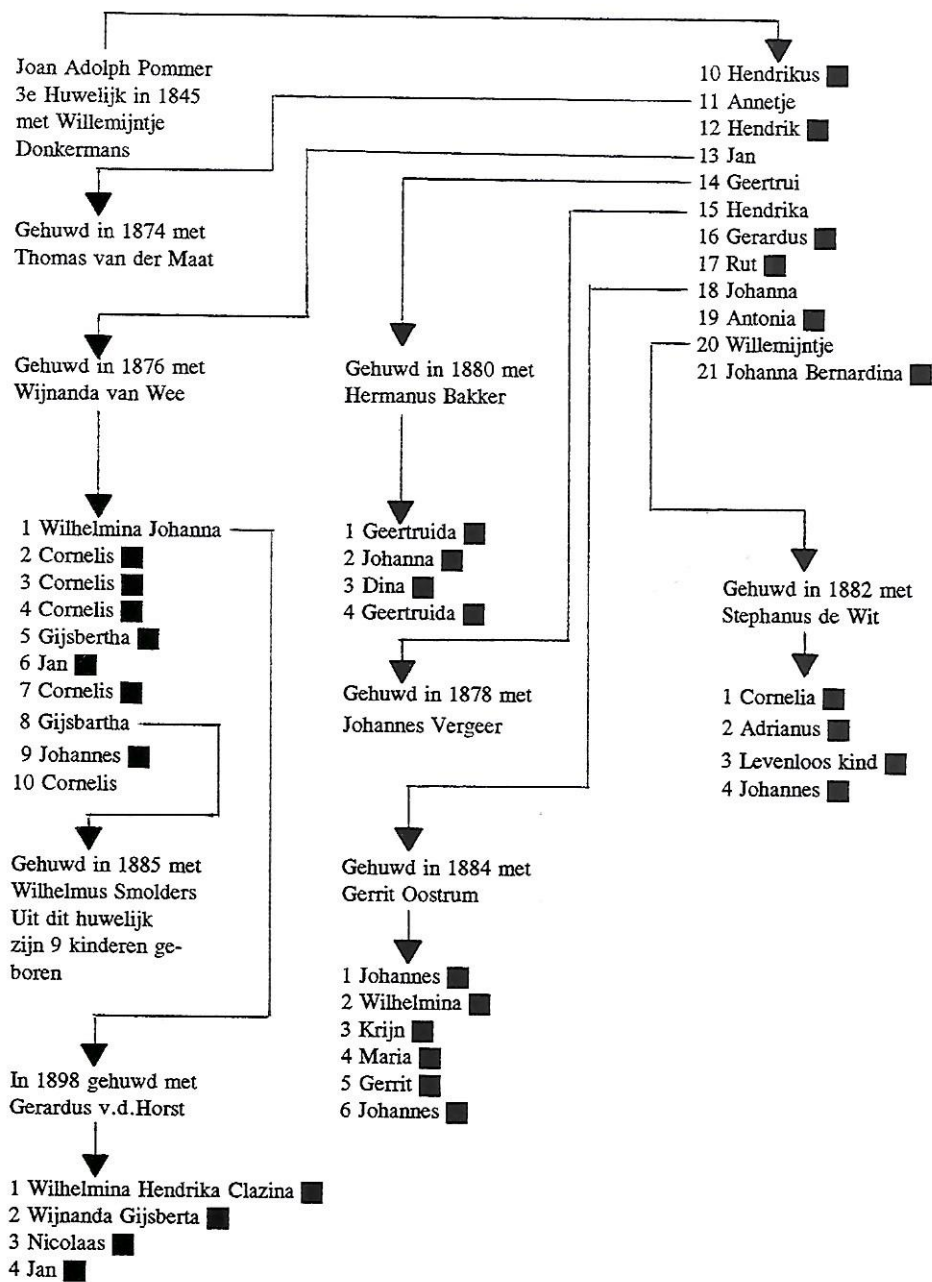 Joan Adolph Pommer
3e Huwelijk in 1845
met Willemijntje
Donkermans
10 Hendrikus
11 Annetje
12 Hendrik
13 Jan
14 Geertrui
15 Hendrika
16 Gerardus
17 Rut
18 Johanna
19 Antonia
20 Willemijntje
21 Johanna Bernardina
Gehuwd in 1874 met
Thomas van der Maat
Gehuwd in 1876 met
Wijnanda van Wee
Gehuwd in 1880 met
Hermanus Bakker
1 Wilhelmina Johanna
2 Cornelis
3 Cornelis
4 Cornelis
5 Gijsbertha
6 Jan
7 Cornelis
8 Gijsbartha
9 Johannes
10 Cornelis
1 Geertruida
2 Johanna
3 Dina
4 Geertruida
Gehuwd in 1882 met
Stephanus de Wit
Gehuwd in 1878 met
Johannes Vergeer
1 Cornelia
2 Adrianus
3 Levenloos kind
4 Johannes
Gehuwd in 1885 met
Wilhelmus Smolders
Uit dit huwelijk
zijn 9 kinderen ge-
boren
Gehuwd in 1884 met
Gerrit Oostrum
1 Johannes
2 Wilhelmina
3 Krijn
4 Maria
5 Gerrit
6 Johannes
In 1898 gehuwd met
Gerardus v.d.Horst
1 Wilhelmina Hendrika Clazina
2 Wijnanda Gijsberta
3 Nicolaas
4 Jan